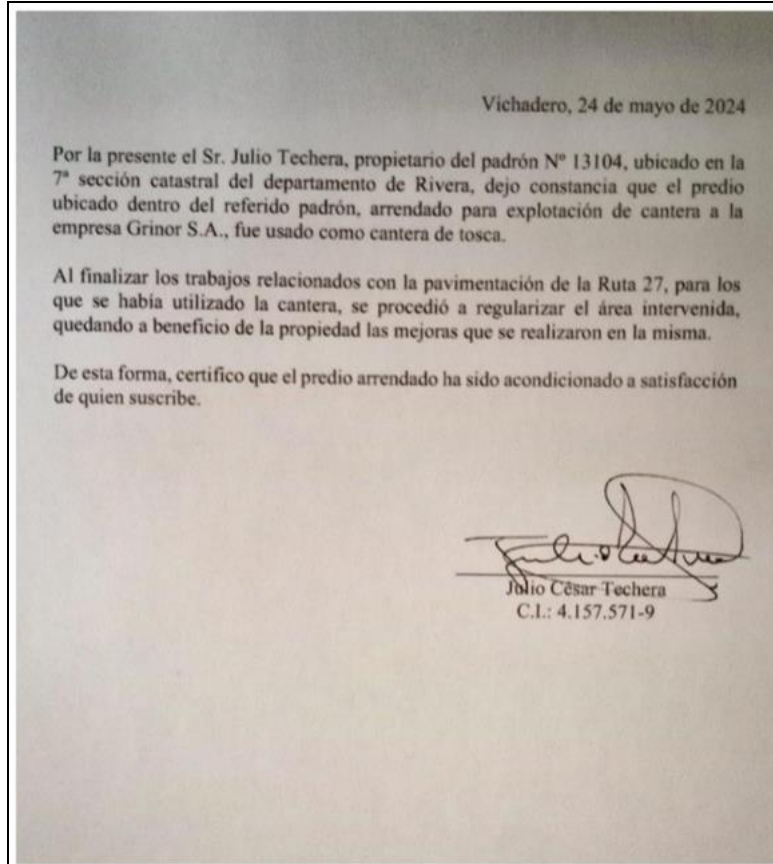 Vichadero, 24 de mayo de 2024
Por la presente el Sr. Julio Techera, propietario del padrón Nº 13104, ubicado en la
7ª sección catastral del departamento de Rivera, dejo constancia que el predio
ubicado dentro del referido padrón, arrendado para explotación de cantera a la
empresa Grinor S.A., fue usado como cantera de tosca.
Al finalizar los trabajos relacionados con la pavimentación de la Ruta 27, para los
que se había utilizado la cantera, se procedió a regularizar el área intervenida,
quedando a beneficio de la propiedad las mejoras que se realizaron en la misma.
De esta forma, certifico que el predio arrendado ha sido acondicionado a satisfacción
de quien suscribe.
Julio César Techera
C.I.: 4.157.571-9